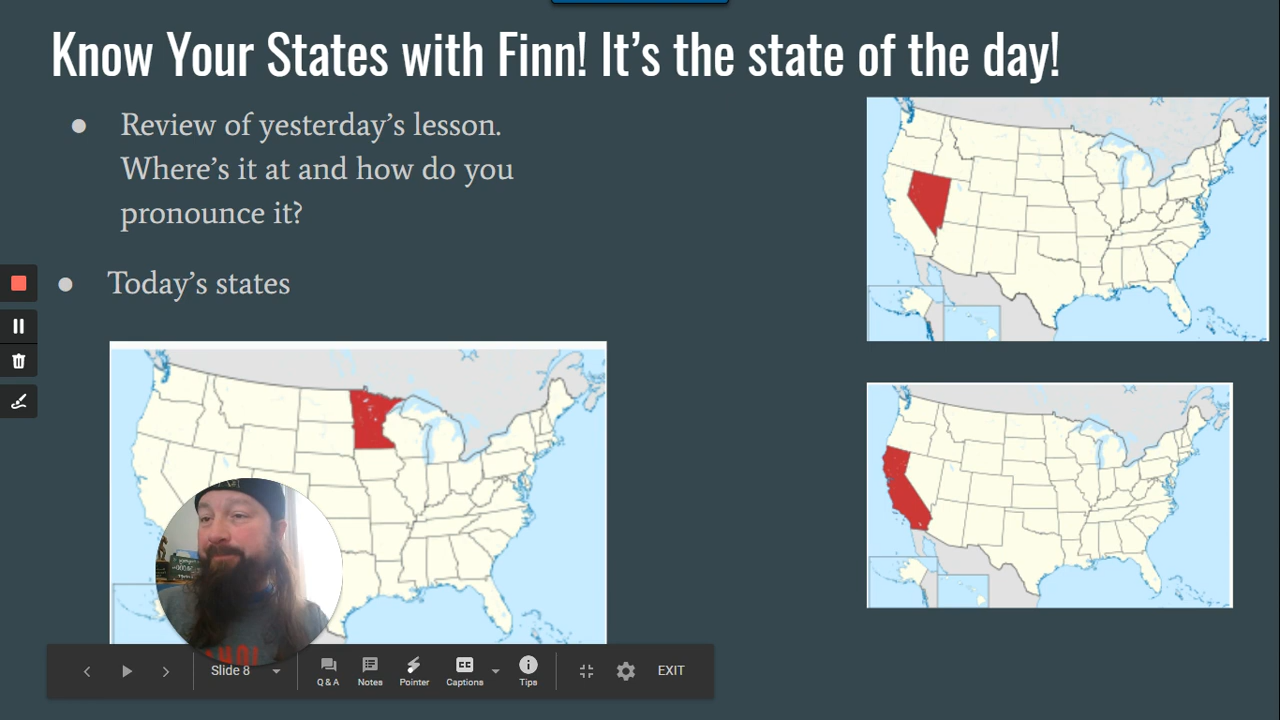 Know Your States with Finn! It's the state of the day!
● Review of yesterday's lesson.
Where's it at and how do you
pronounce it?
● Today's states
Slide 8
Q & A
Notes
Pointer
Captions
Tips
EXIT
CC